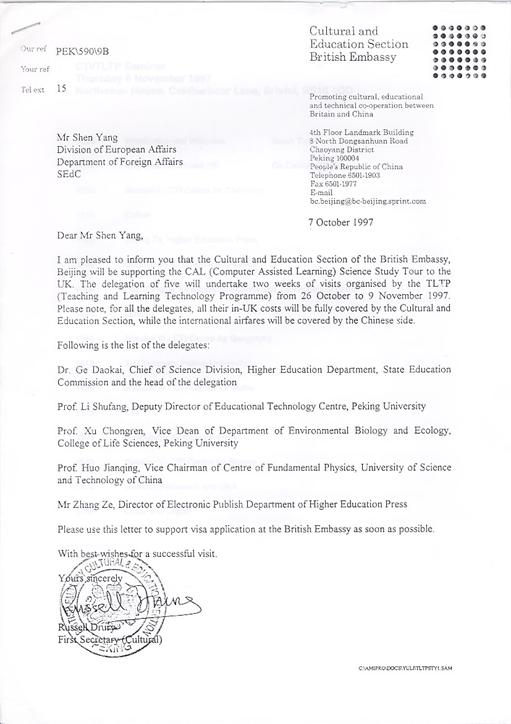 Cultural and
Education Section
British Embassy
Our ref PEK\590\9B
Your ref
Tel ext 15
Promoting cultural, educational
and technical co-operation between
Britain and China
4th Floor Landmark Building
8 North Dongsanhuan Road
Chaoyang District
Peking 100004
People's Republic of China
Telephone 6501-1903
Fax 6501-1977
E-mail
bc.beijing@bc-beijing.sprint.com
Mr Shen Yang
Division of European Affairs
Department of Foreign Affairs
SEdC
7 October 1997
Dear Mr Shen Yang,
I am pleased to inform you that the Cultural and Education Section of the British Embassy,
Beijing will be supporting the CAL (Computer Assisted Learning) Science Study Tour to the
UK. The delegation of five will undertake two weeks of visits organised by the TLTP
(Teaching and Learning Technology Programme) from 26 October to 9 November 1997.
Please note, for all the delegates, all their in-UK costs will be fully covered by the Cultural
and Education Section, while the international airfares will be covered by the Chinese side.
Following is the list of the delegates:
Dr. Ge Daokai, Chief of Science Division, Higher Education Department, State Education
Commission and the head of the delegation
Prof. Li Shufang, Deputy Director of Educational Technology Centre, Peking University
Prof. Xu Chongren, Vice Dean of Department of Environmental Biology and Ecology,
College of Life Sciences, Peking University
Prof. Huo Jianqing, Vice Chairman of Centre of Fundamental Physics, University of Science
and Technology of China
Mr Zhang Ze, Director of Electronic Publish Department of Higher Education Press
Please use this letter to support visa application at the British Embassy as soon as possible.
With best wishes for a successful visit.
Yours sincerely
Russell
First Secretary (Cultural)
CULTURAL & EDUCATION SECTION
PEKING